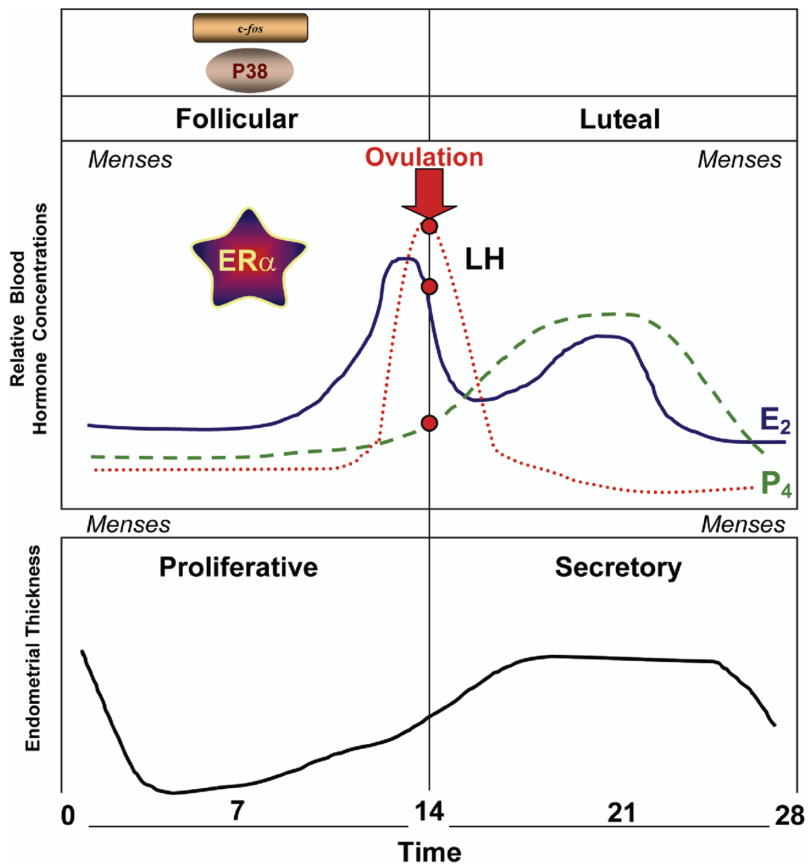 c-fos
P38
Follicular
Luteal
Menses
Ovulation
Menses
ERα
LH
E2
P4
Relative Blood
Hormone Concentrations
Menses
Menses
Proliferative
Secretory
Endometrial Thickness
0
7
14
21
28
Time